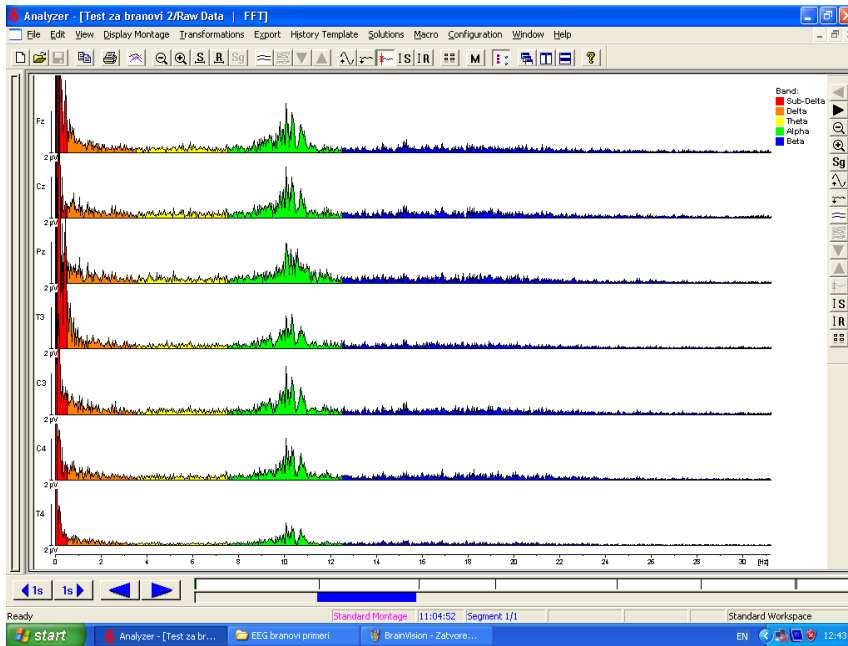 Analyzer - [Test za branovi 2/Raw Data | FFT]
File Edit View Display Montage Transformations Export History Template Solutions Macro Configuration Window Help
S R Sg I S I R M ?
Band:
Sub-Delta
Delta
Theta
Alpha
Beta
Fz
2 µV
Cz
2 µV
Pz
2 µV
T3
2 µV
C3
2 µV
C4
2 µV
T4
2 µV
0 2 4 6 8 10 12 14 16 18 20 22 24 26 28 30 [Hz]
Sg
I S
I R
1s 1s
Ready Standard Montage 11:04:52 Segment 1/1 Standard Workspace
start Analyzer - [Test za br... EEG branovi primeri BrainVision - Zatvore... EN 12:43